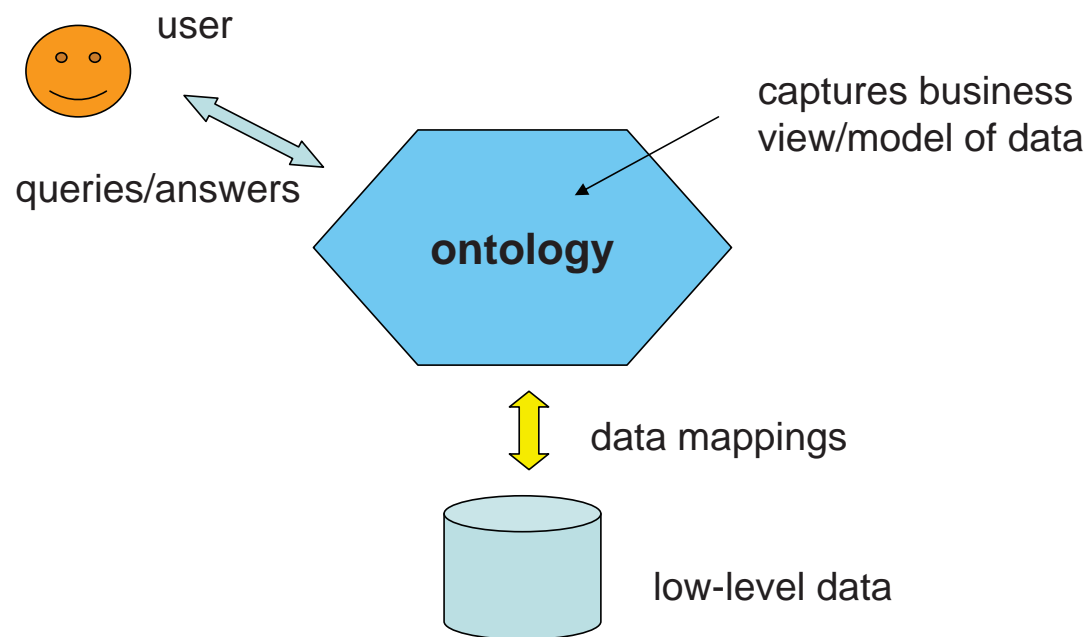 user
captures business
view/model of data
queries/answers
ontology
data mappings
low-level data